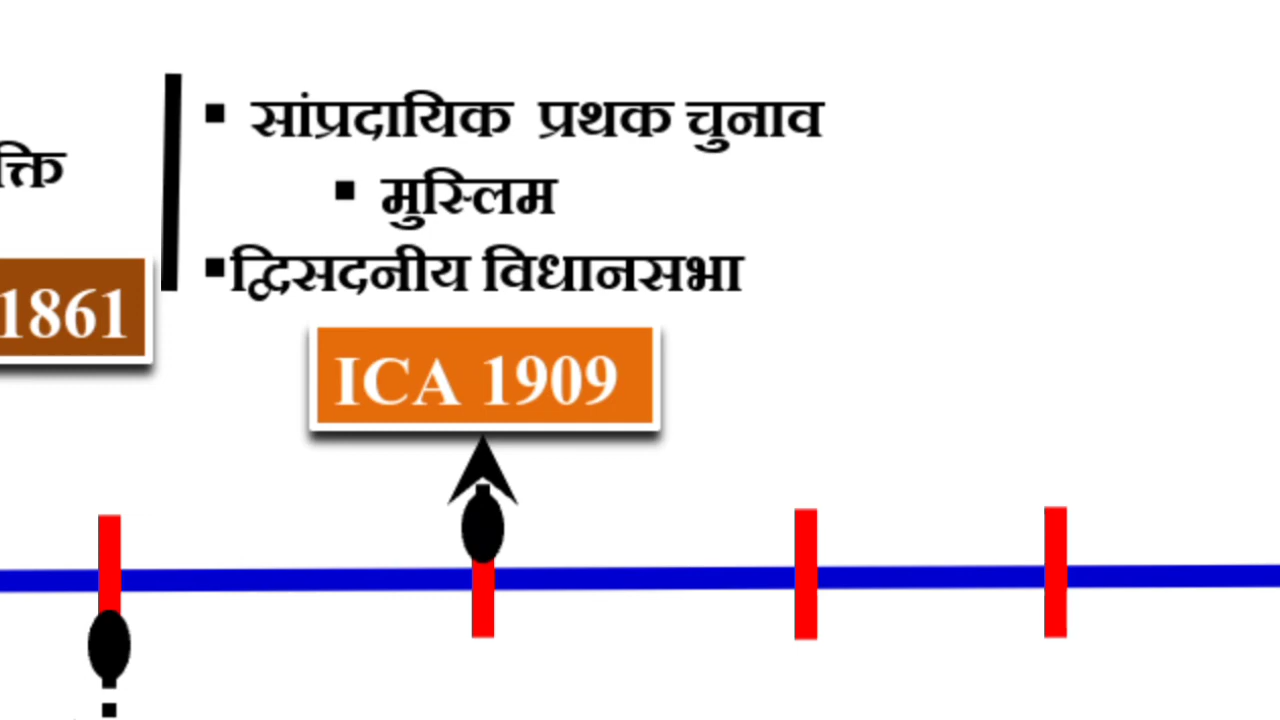 सांप्रदायिक प्रथक चुनाव
मुस्लिम
द्विसदनीय विधानसभा
क्ति
1861
ICA 1909